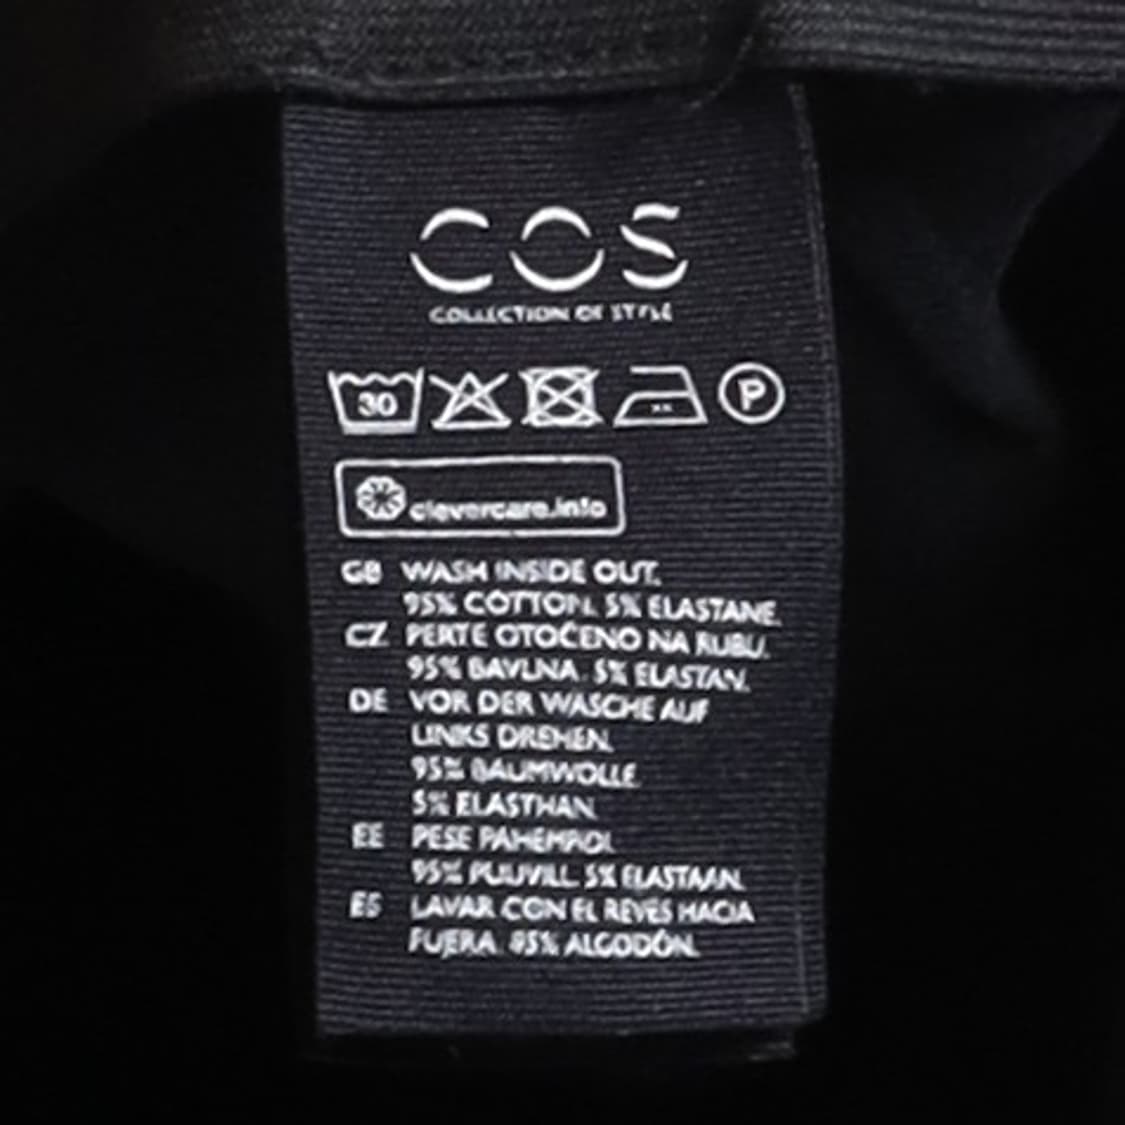 COS
COLLECTION OF STYLE
30 P
clevercare.info
GB WASH INSIDE OUT.
95% COTTON. 5% ELASTANE.
CZ PERTE OTOČENO NA RUBU.
95% BAVLNA. 5% ELASTAN.
DE VOR DER WÄSCHE AUF
LINKS DREHEN.
95% BAUMWOLLE.
5% ELASTHAN.
EE PESE PAHEMPIDI.
95% PUUVILL. 5% ELASTAAN.
ES LAVAR CON EL REVÉS HACIA
FUERA. 95% ALGODÓN.